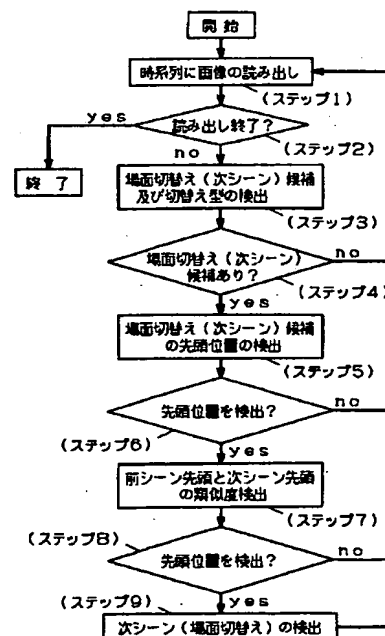 開始
時系列に画像の読み出し
(ステップ1)
yes
読み出し終了?
(ステップ2)
no
終了
場面切替え(次シーン)候補
及び切替え型の検出
(ステップ3)
場面切替え(次シーン)
候補あり?
no
(ステップ4)
yes
場面切替え(次シーン)候補
の先頭位置の検出
(ステップ5)
先頭位置を検出?
no
(ステップ6)
yes
前シーン先頭と次シーン先頭
の類似度検出
(ステップ7)
(ステップ8)
先頭位置を検出?
no
(ステップ9)
yes
次シーン(場面切替え)の検出